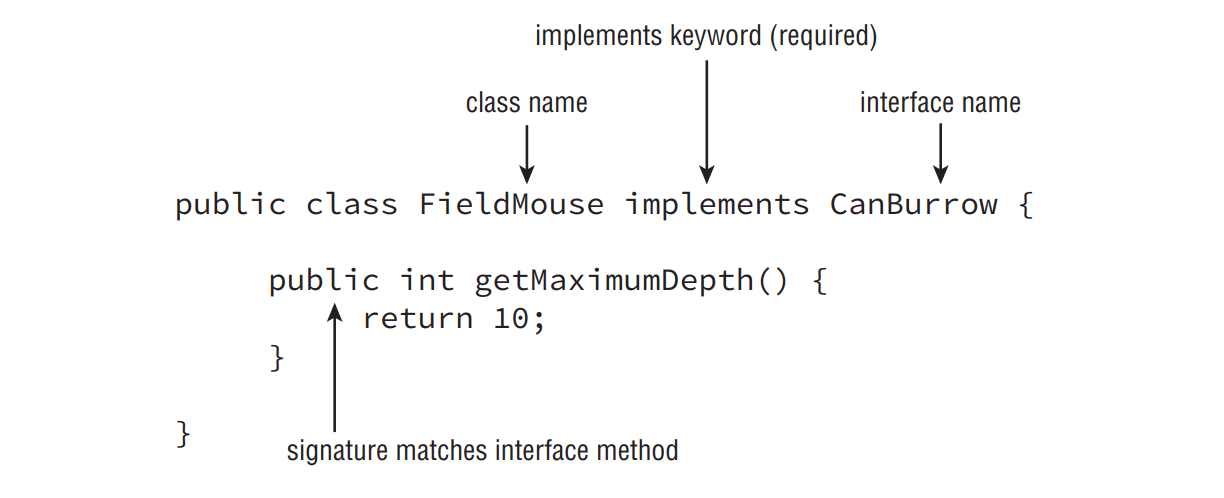 implements keyword (required)
class name
interface name
public class FieldMouse implements CanBurrow {
public int getMaximumDepth() {
return 10;
}
}
signature matches interface method